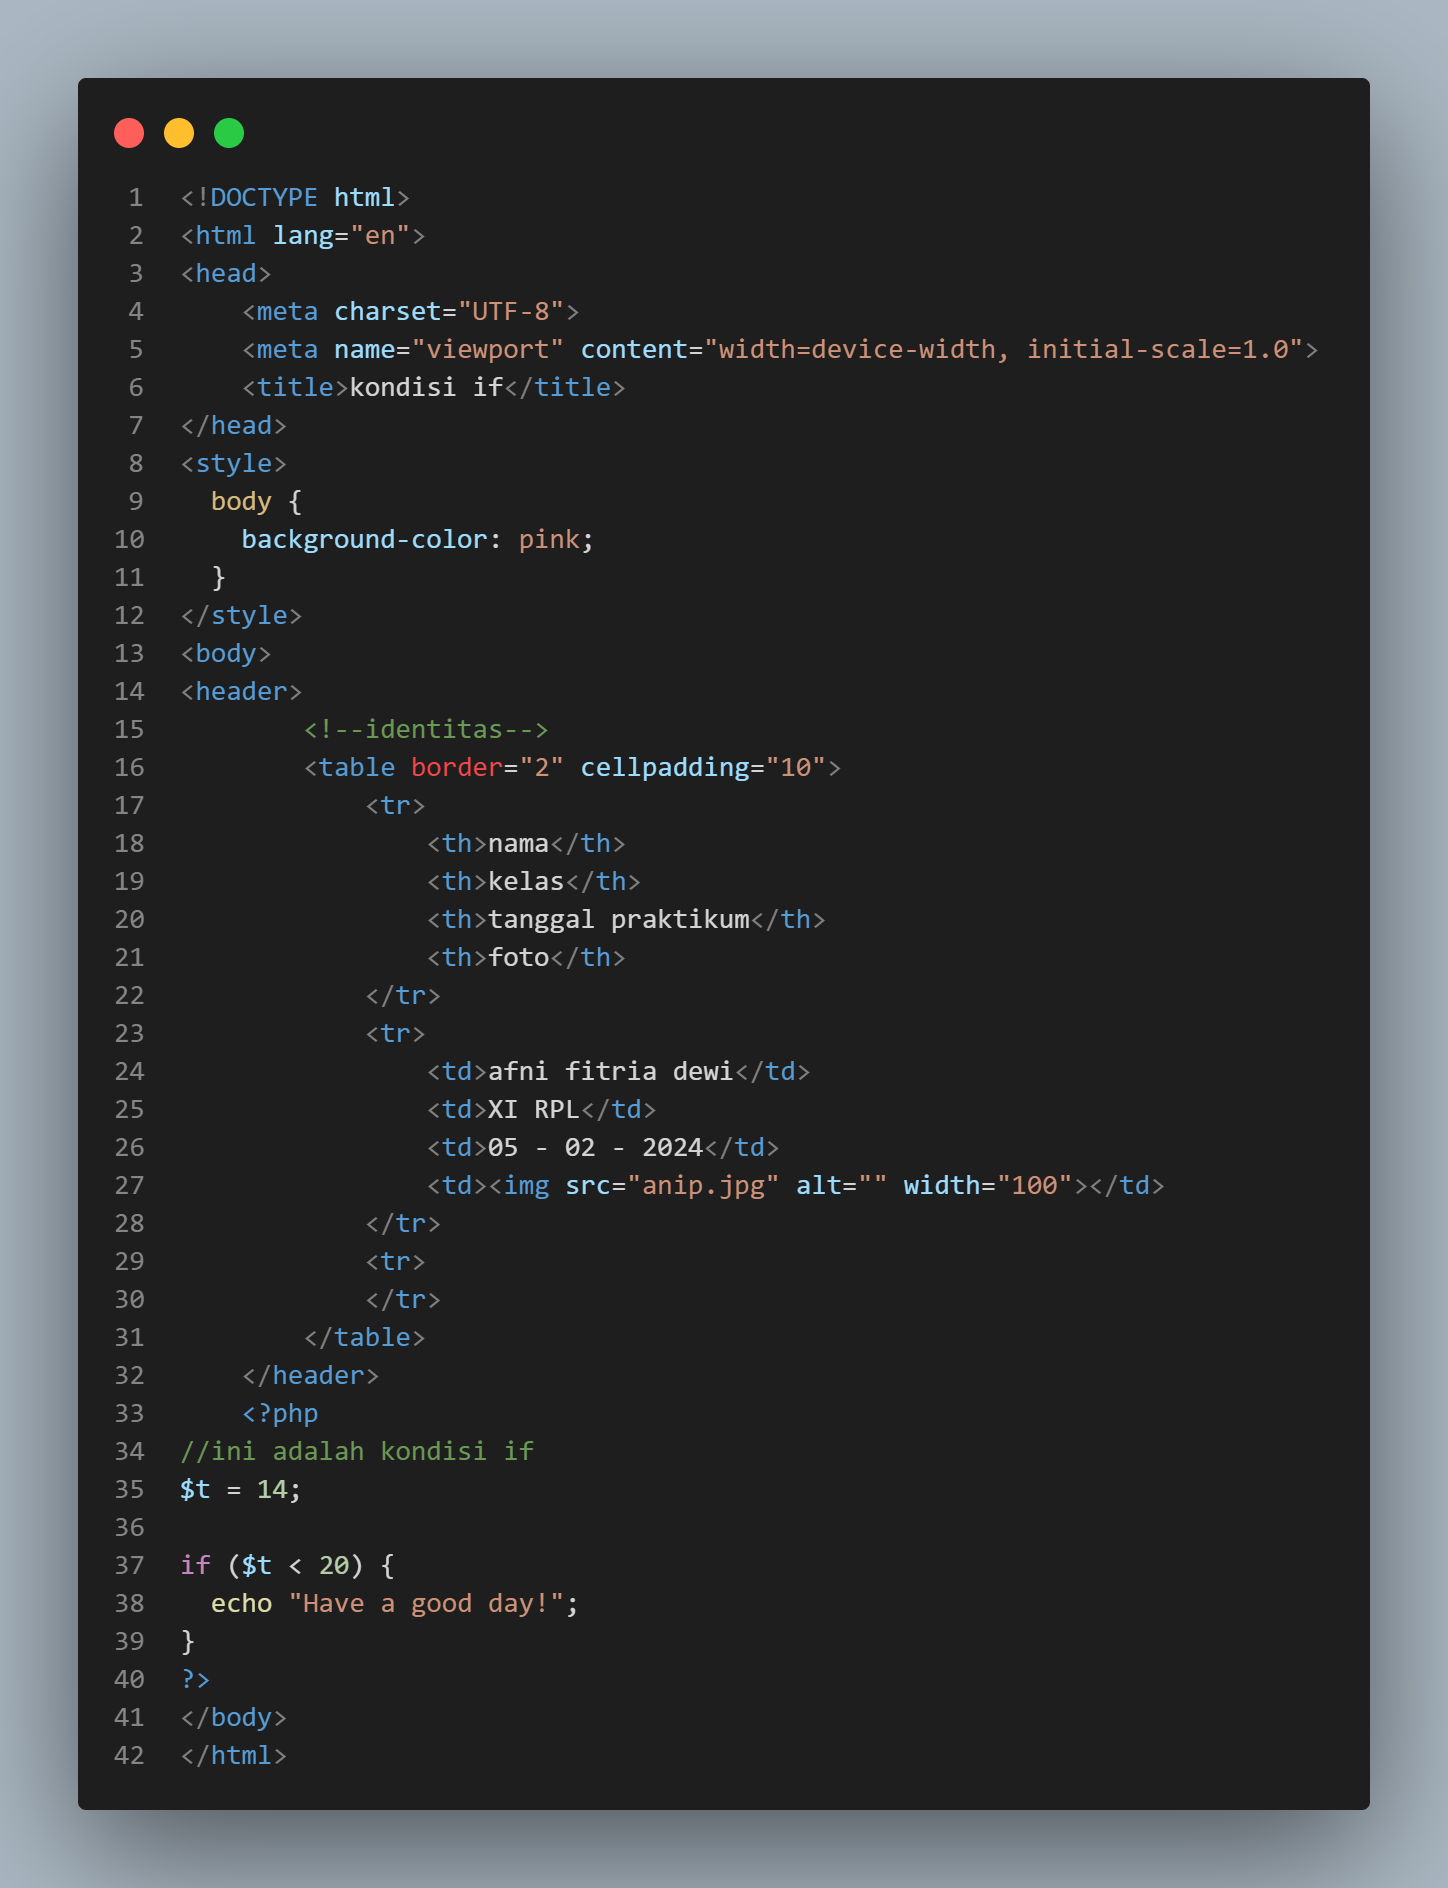 1 <!DOCTYPE html>
2 <html lang="en">
3 <head>
4     <meta charset="UTF-8">
5     <meta name="viewport" content="width=device-width, initial-scale=1.0">
6     <title>kondisi if</title>
7 </head>
8 <style>
9   body {
10     background-color: pink;
11   }
12 </style>
13 <body>
14 <header>
15         <!--identitas-->
16         <table border="2" cellpadding="10">
17             <tr>
18                 <th>nama</th>
19                 <th>kelas</th>
20                 <th>tanggal praktikum</th>
21                 <th>foto</th>
22             </tr>
23             <tr>
24                 <td>afni fitria dewi</td>
25                 <td>XI RPL</td>
26                 <td>05 - 02 - 2024</td>
27                 <td><img src="anip.jpg" alt="" width="100"></td>
28             </tr>
29             <tr>
30             </tr>
31         </table>
32     </header>
33     <?php
34 //ini adalah kondisi if
35 $t = 14;
36
37 if ($t < 20) {
38   echo "Have a good day!";
39 }
40 ?>
41 </body>
42 </html>